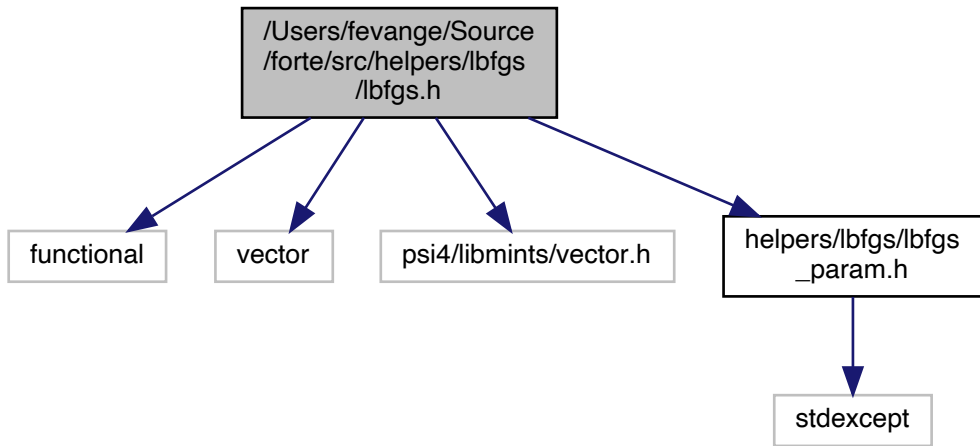 /Users/fevange/Source
/forte/src/helpers/lbfgs
/lbfgs.h
functional
vector
psi4/libmints/vector.h
helpers/lbfgs/lbfgs
_param.h
stdexcept